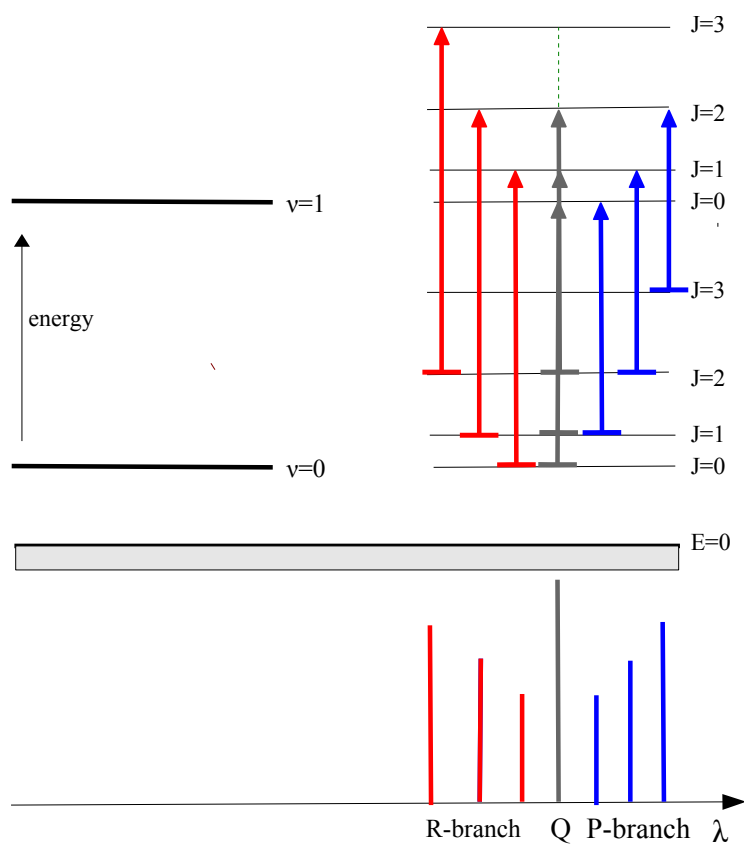 J=3
J=2
J=1
J=0
ν=1
energy
J=3
J=2
J=1
ν=0
J=0
E=0
R-branch Q P-branch λ